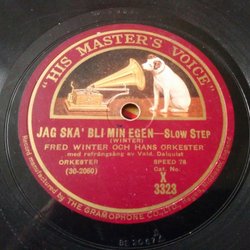 "HIS MASTER'S VOICE"
JAG SKA' BLI MIN EGEN—SLOW STEP
(WINTER)
FRED WINTER OCH HANS ORKESTER
med refrängsång av Vald. Dalquist
ORKESTER SPEED 78
(30-2060) Cat. No.
X
3323
THE GRAMOPHONE CO., LTD.